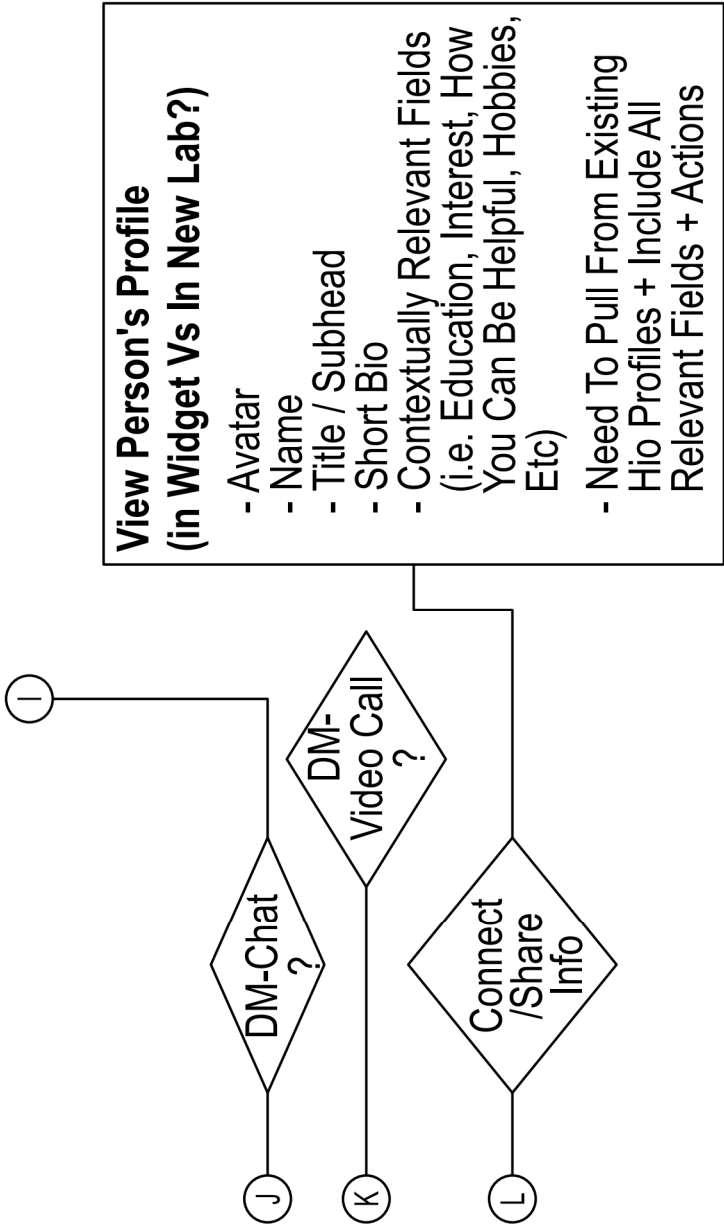 I
J
DM-Chat
?
K
DM-
Video Call
?
L
Connect
/Share
Info
View Person's Profile
(in Widget Vs In New Lab?)
- Avatar
- Name
- Title / Subhead
- Short Bio
- Contextually Relevant Fields
(i.e. Education, Interest, How
You Can Be Helpful, Hobbies,
Etc)
- Need To Pull From Existing
Hio Profiles + Include All
Relevant Fields + Actions